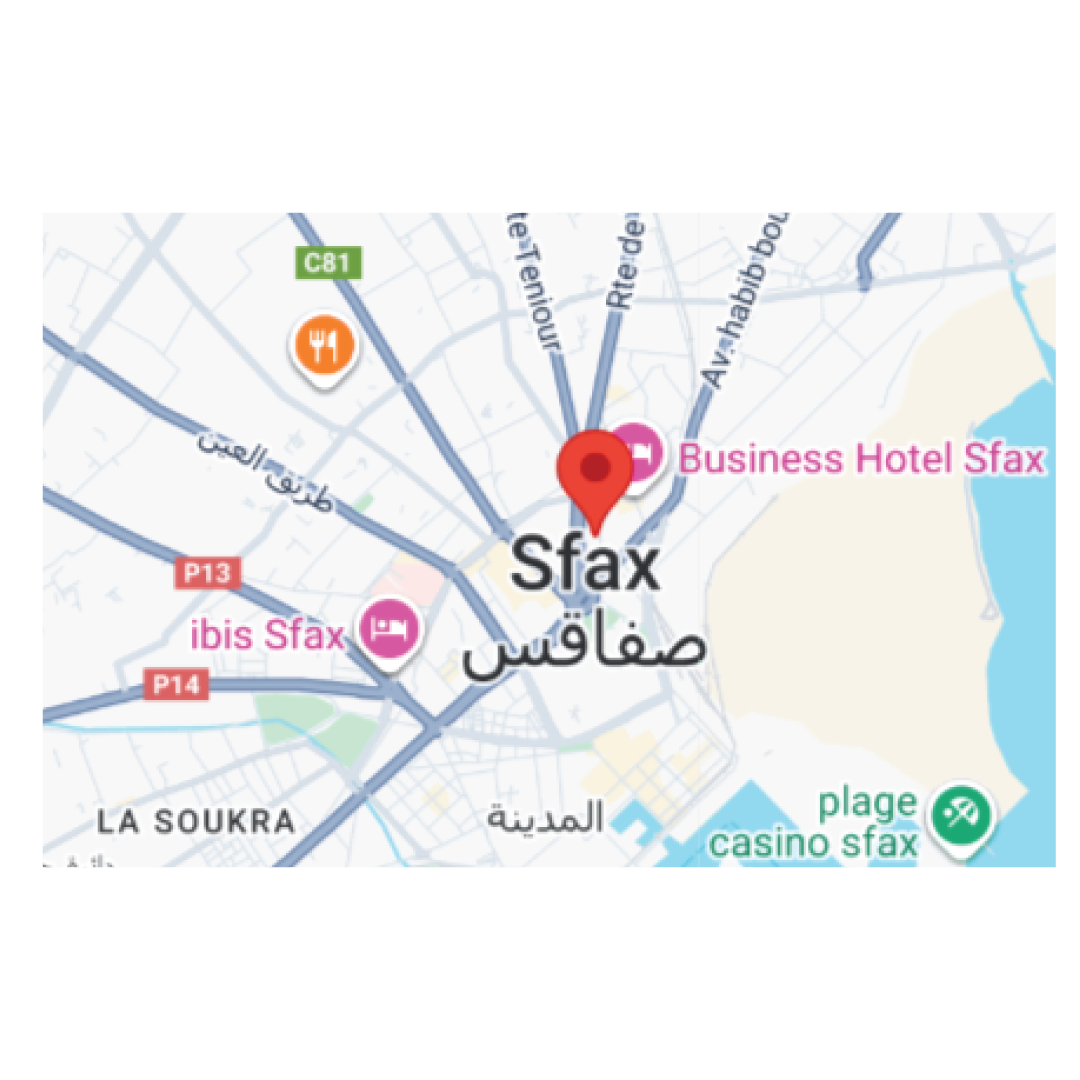 C81
te Teniour
Rte de
Av. habib bou
Business Hotel Sfax
طريق العين
Sfax
صفاقس
P13
ibis Sfax
P14
LA SOUKRA
المدينة
plage
casino sfax